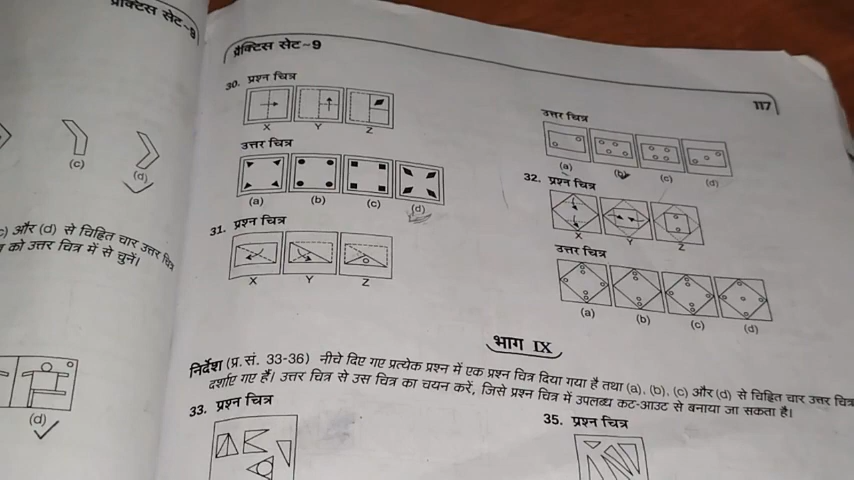 प्रैक्टिस सेट-9
(c)
(d)
(c) और (d) से चिह्नित चार उत्तर चित्र
को उत्तर चित्र में से चुनें।
(d)
प्रैक्टिस सेट~9
117
30. प्रश्न चित्र
X Y Z
उत्तर चित्र
(a) (b) (c) (d)
31. प्रश्न चित्र
X Y Z
उत्तर चित्र
(a) (b) (c) (d)
32. प्रश्न चित्र
X Y Z
उत्तर चित्र
(a) (b) (c) (d)
भाग IX
निर्देश (प्र.सं. 33-36) नीचे दिए गए प्रत्येक प्रश्न में एक प्रश्न चित्र दिया गया है तथा (a), (b), (c) और (d) से चिह्नित चार उत्तर चित्र
दर्शाए गए हैं। उत्तर चित्र से उस चित्र का चयन करें, जिसे प्रश्न चित्र में उपलब्ध कट-आउट से बनाया जा सकता है।
33. प्रश्न चित्र
35. प्रश्न चित्र